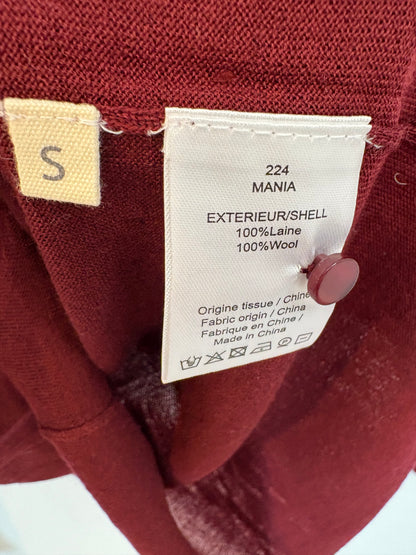 S
224
MANIA
EXTERIEUR/SHELL
100%Laine
100%Wool
Origine tissue / Chine
Fabric origin / China
Fabrique en Chine /
Made in China